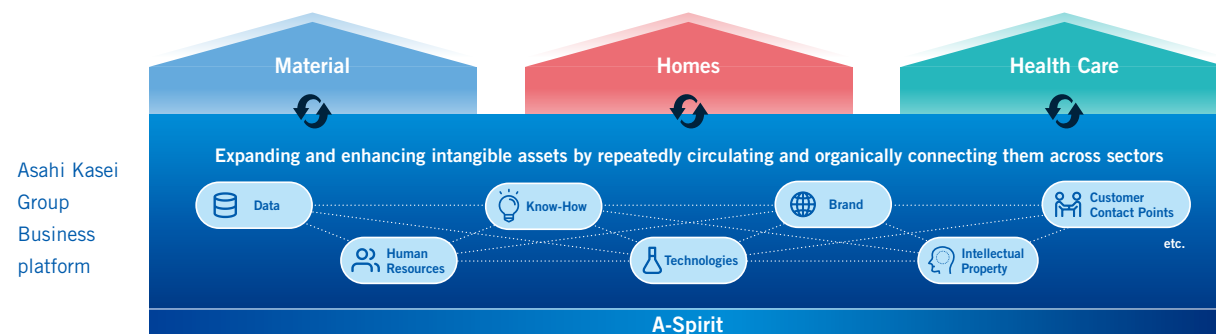 Material
Homes
Health Care
Asahi Kasei
Group
Business
platform
Expanding and enhancing intangible assets by repeatedly circulating and organically connecting them across sectors
Data
Know-How
Brand
Customer
Contact Points
Human
Resources
Technologies
Intellectual
Property
etc.
A-Spirit